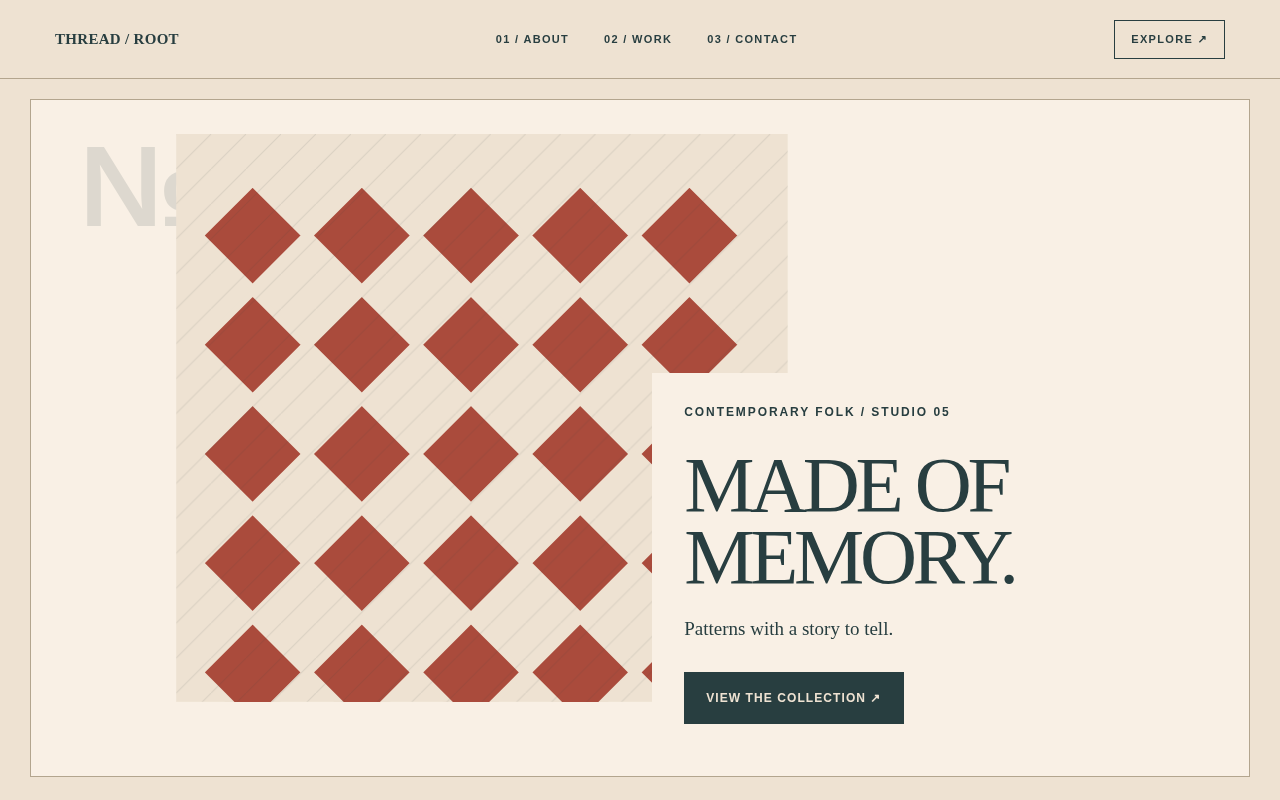 THREAD / ROOT
01 / ABOUT
02 / WORK
03 / CONTACT
EXPLORE ↗
№
CONTEMPORARY FOLK / STUDIO 05
MADE OF
MEMORY.
Patterns with a story to tell.
VIEW THE COLLECTION ↗